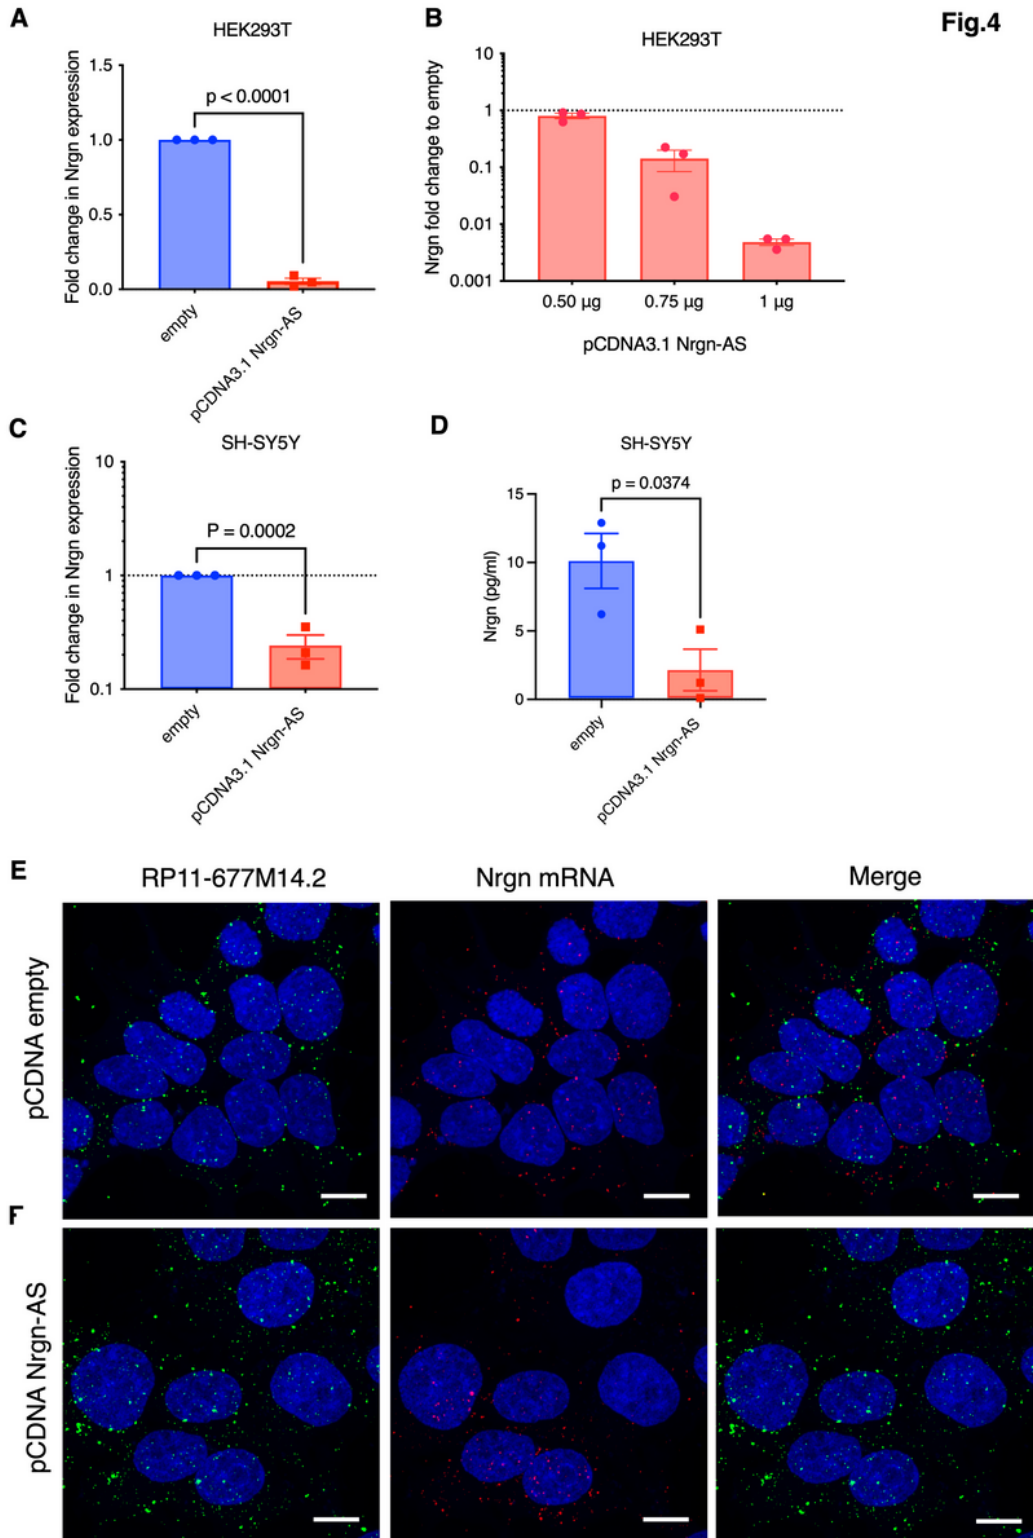 A
HEK293T
Fold change in Nrgn expression
1.5
1.0
0.5
0.0
p < 0.0001
empty
pCDNA3.1 Nrgn-AS
B
HEK293T
Fig.4
Nrgn fold change to empty
10
1
0.1
0.01
0.001
0.50 µg
0.75 µg
1 µg
pCDNA3.1 Nrgn-AS
C
SH-SY5Y
Fold change in Nrgn expression
10
1
0.1
P = 0.0002
empty
pCDNA3.1 Nrgn-AS
D
SH-SY5Y
Nrgn (pg/ml)
15
10
5
0
p = 0.0374
empty
pCDNA3.1 Nrgn-AS
E
RP11-677M14.2
Nrgn mRNA
Merge
pCDNA empty
F
pCDNA Nrgn-AS